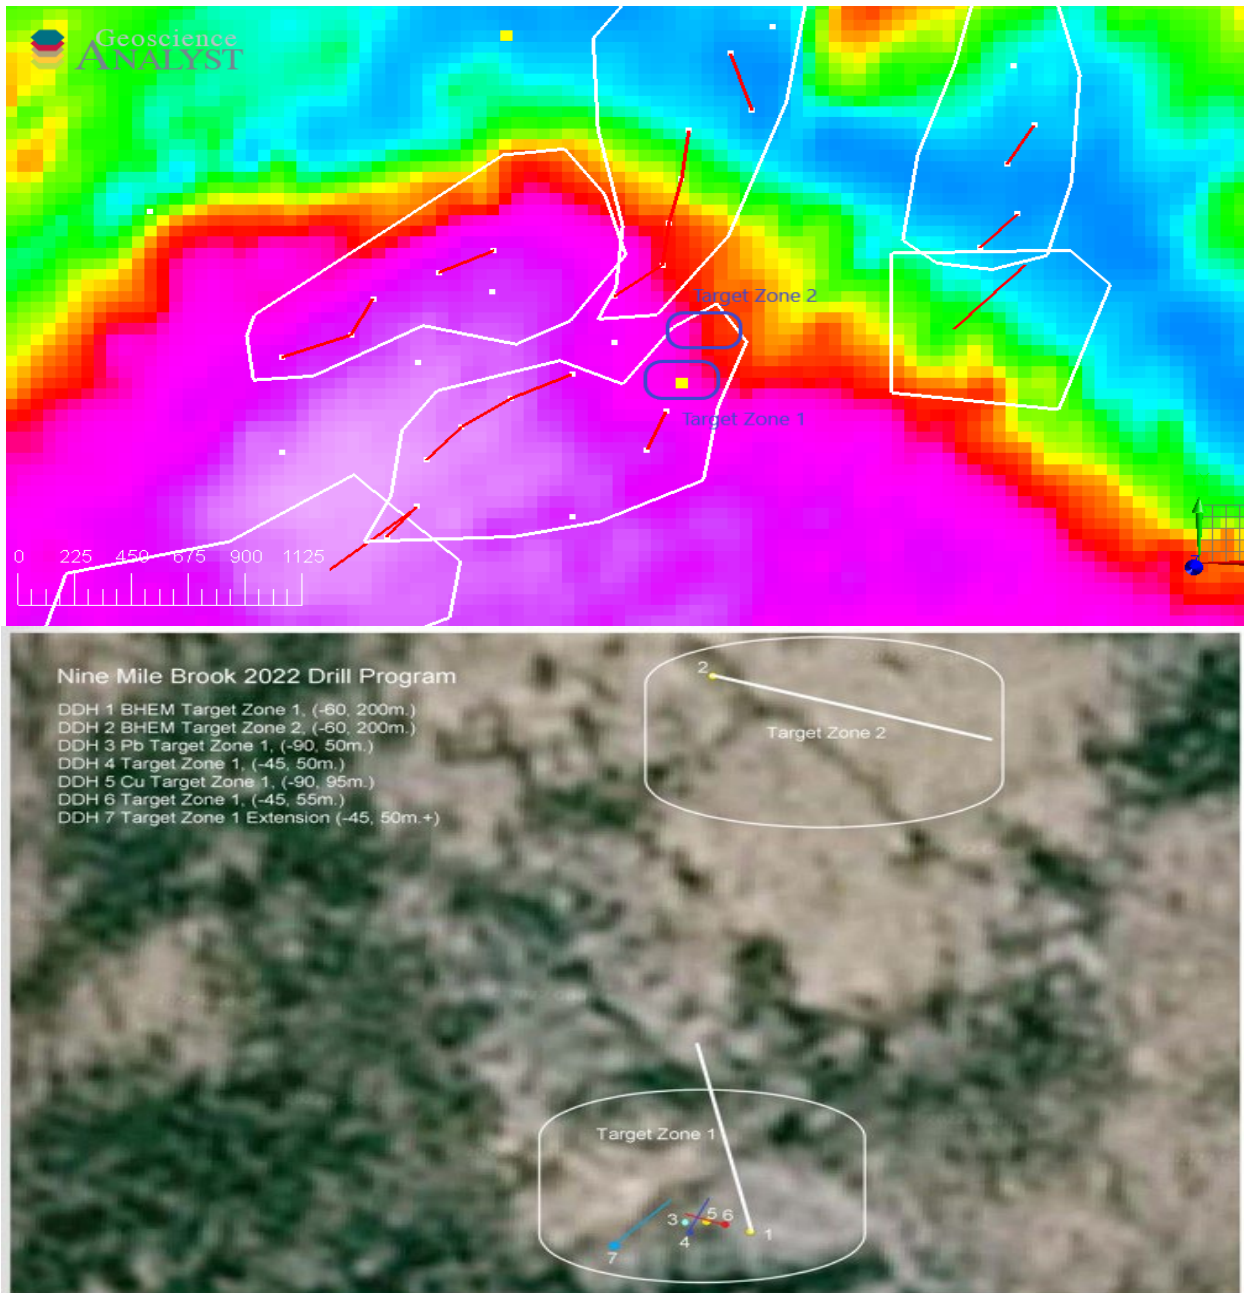 Geoscience
ANALYST
Target Zone 2
Target Zone 1
0 225 450 675 900 1125
Nine Mile Brook 2022 Drill Program
DDH 1 BHEM Target Zone 1, (-60, 200m.)
DDH 2 BHEM Target Zone 2, (-60, 200m.)
DDH 3 Pb Target Zone 1, (-90, 50m.)
DDH 4 Target Zone 1, (-45, 50m.)
DDH 5 Cu Target Zone 1, (-90, 95m.)
DDH 6 Target Zone 1, (-45, 55m.)
DDH 7 Target Zone 1 Extension (-45, 50m.+)
2
Target Zone 2
Target Zone 1
3 5 6
4 1
7